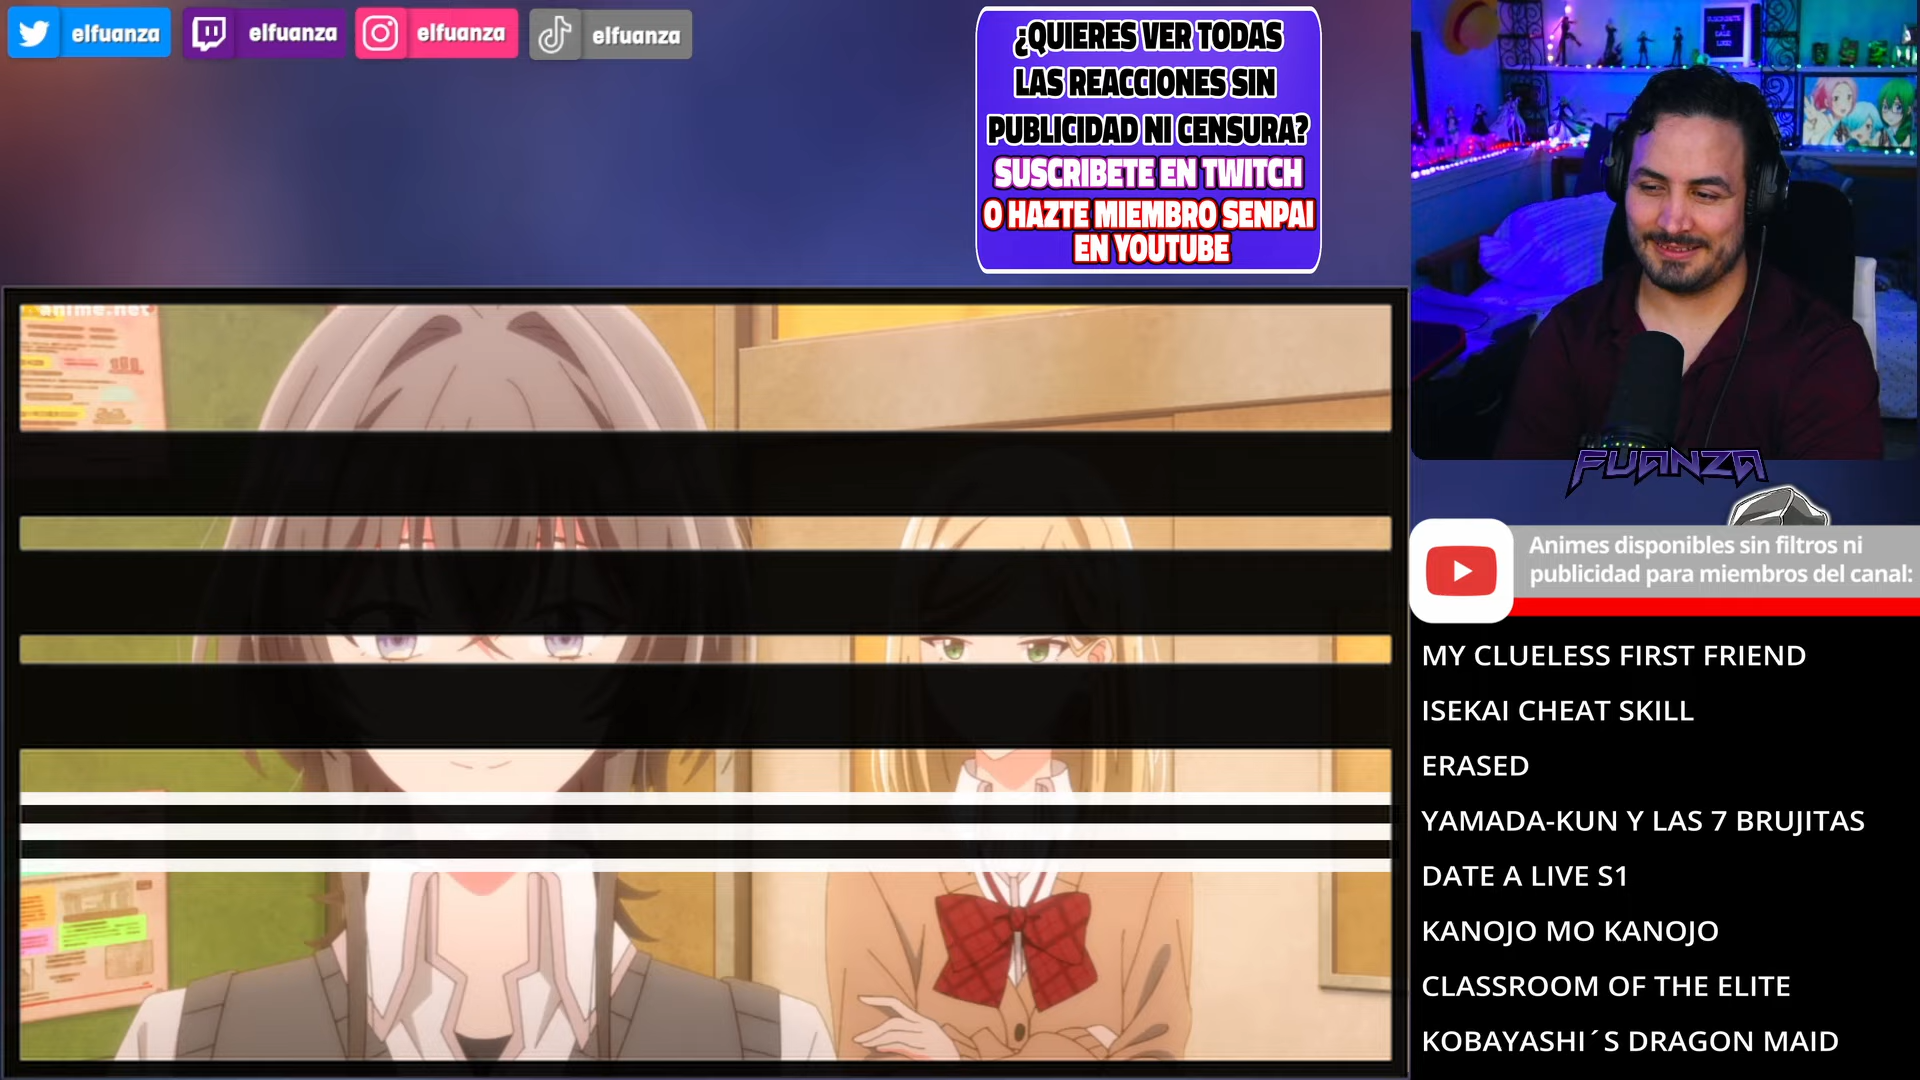 elfuanza
elfuanza
elfuanza
elfuanza
¿QUIERES VER TODAS
LAS REACCIONES SIN
PUBLICIDAD NI CENSURA?
SUSCRIBETE EN TWITCH
O HAZTE MIEMBRO SENPAI
EN YOUTUBE
anime.net
FUANZA
Animes disponibles sin filtros ni
publicidad para miembros del canal:
MY CLUELESS FIRST FRIEND
ISEKAI CHEAT SKILL
ERASED
YAMADA-KUN Y LAS 7 BRUJITAS
DATE A LIVE S1
KANOJO MO KANOJO
CLASSROOM OF THE ELITE
KOBAYASHI´S DRAGON MAID